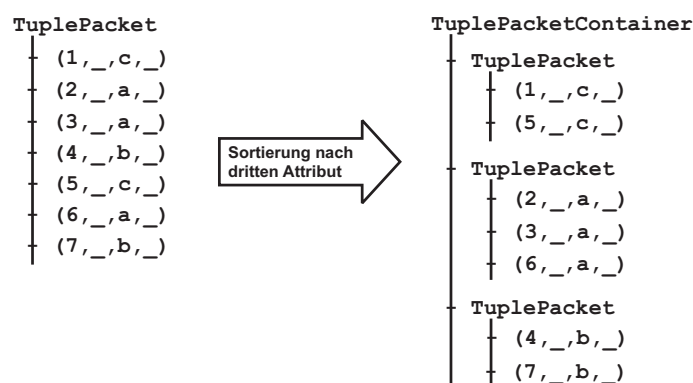 TuplePacket
(1,_,c,_)
(2,_,a,_)
(3,_,a,_)
(4,_,b,_)
(5,_,c,_)
(6,_,a,_)
(7,_,b,_)
Sortierung nach
dritten Attribut
TuplePacketContainer
TuplePacket
(1,_,c,_)
(5,_,c,_)
TuplePacket
(2,_,a,_)
(3,_,a,_)
(6,_,a,_)
TuplePacket
(4,_,b,_)
(7,_,b,_)